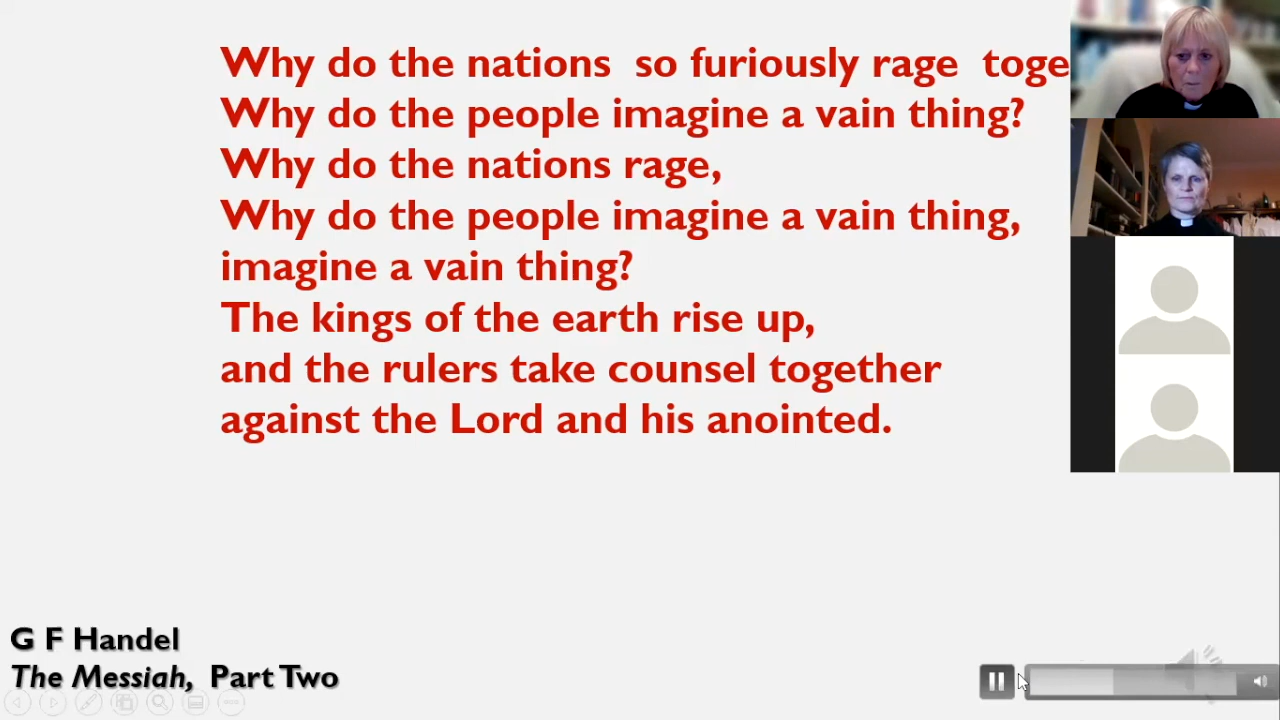 Why do the nations so furiously rage toge
Why do the people imagine a vain thing?
Why do the nations rage,
Why do the people imagine a vain thing,
imagine a vain thing?
The kings of the earth rise up,
and the rulers take counsel together
against the Lord and his anointed.
G F Handel
The Messiah, Part Two